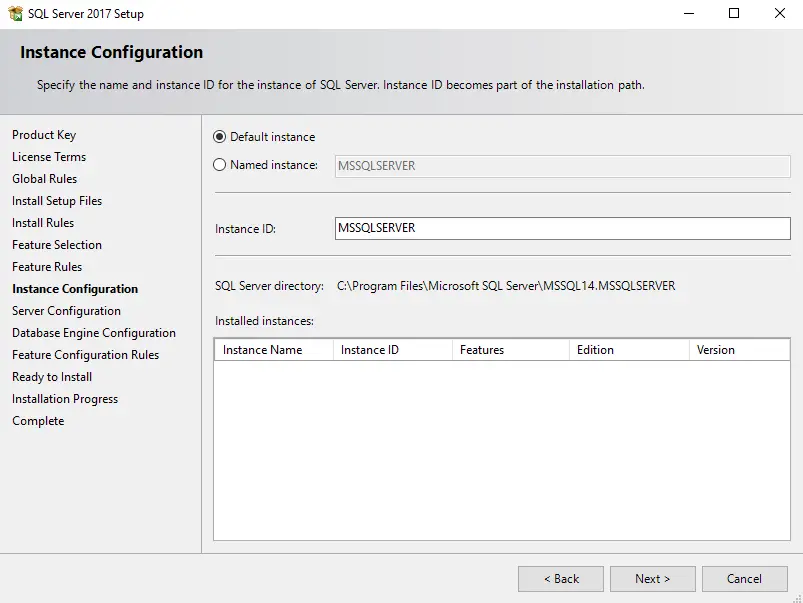 SQL Server 2017 Setup
Instance Configuration
Specify the name and instance ID for the instance of SQL Server. Instance ID becomes part of the installation path.
Product Key
License Terms
Global Rules
Install Setup Files
Install Rules
Feature Selection
Feature Rules
Instance Configuration
Server Configuration
Database Engine Configuration
Feature Configuration Rules
Ready to Install
Installation Progress
Complete
Default instance
Named instance: MSSQLSERVER
Instance ID: MSSQLSERVER
SQL Server directory: C:\Program Files\Microsoft SQL Server\MSSQL14.MSSQLSERVER
Installed instances:
Instance Name Instance ID Features Edition Version
< Back Next > Cancel